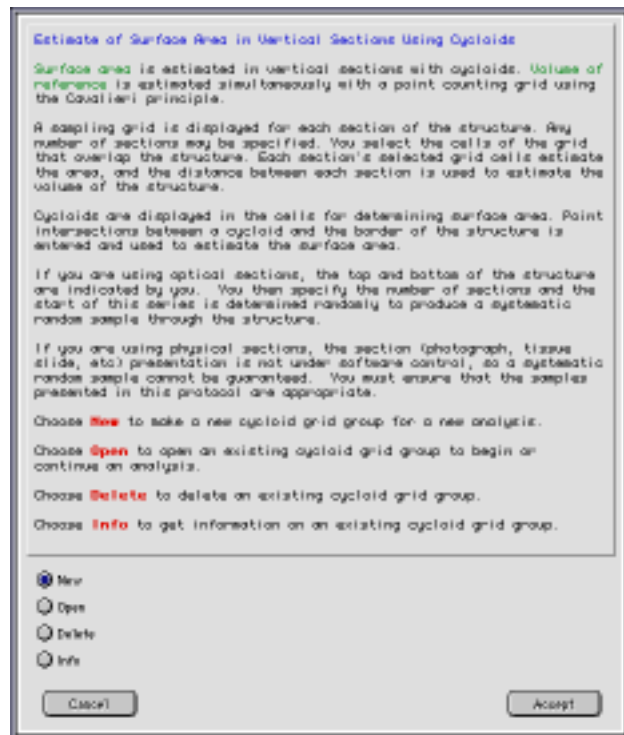 Estimate of Surface Area in Vertical Sections Using Cycloids
Surface area is estimated in vertical sections with cycloids. Volume of
reference is estimated simultaneously with a point counting grid using
the Cavalieri principle.
A sampling grid is displayed for each section of the structure. Any
number of sections may be specified. You select the cells of the grid
that overlap the structure. Each section's selected grid cells estimate
the area, and the distance between each section is used to estimate the
volume of the structure.
Cycloids are displayed in the cells for determining surface area. Point
intersections between a cycloid and the border of the structure is
entered and used to estimate the surface area.
If you are using optical sections, the top and bottom of the structure
are indicated by you. You then specify the number of sections and the
start of this series is determined randomly to produce a systematic
random sample through the structure.
If you are using physical sections, the section (photograph, tissue
slide, etc) presentation is not under software control, so a systematic
random sample cannot be guaranteed. You must ensure that the samples
presented in this protocol are appropriate.
Choose New to make a new cycloid grid group for a new analysis.
Choose Open to open an existing cycloid grid group to begin or
continue an analysis.
Choose Delete to delete an existing cycloid grid group.
Choose Info to get information on an existing cycloid grid group.
New
Open
Delete
Info
Cancel Accept